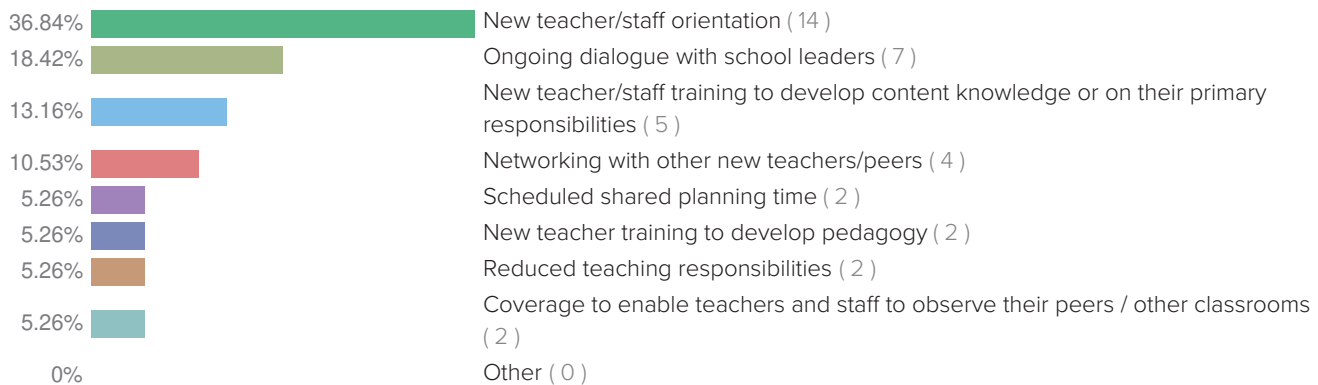 36.84% New teacher/staff orientation ( 14 )
18.42% Ongoing dialogue with school leaders ( 7 )
New teacher/staff training to develop content knowledge or on their primary
13.16%
responsibilities ( 5 )
10.53% Networking with other new teachers/peers ( 4 )
5.26% Scheduled shared planning time ( 2 )
5.26% New teacher training to develop pedagogy ( 2 )
5.26% Reduced teaching responsibilities ( 2 )
Coverage to enable teachers and staff to observe their peers / other classrooms
5.26%
( 2 )
0% Other ( 0 )